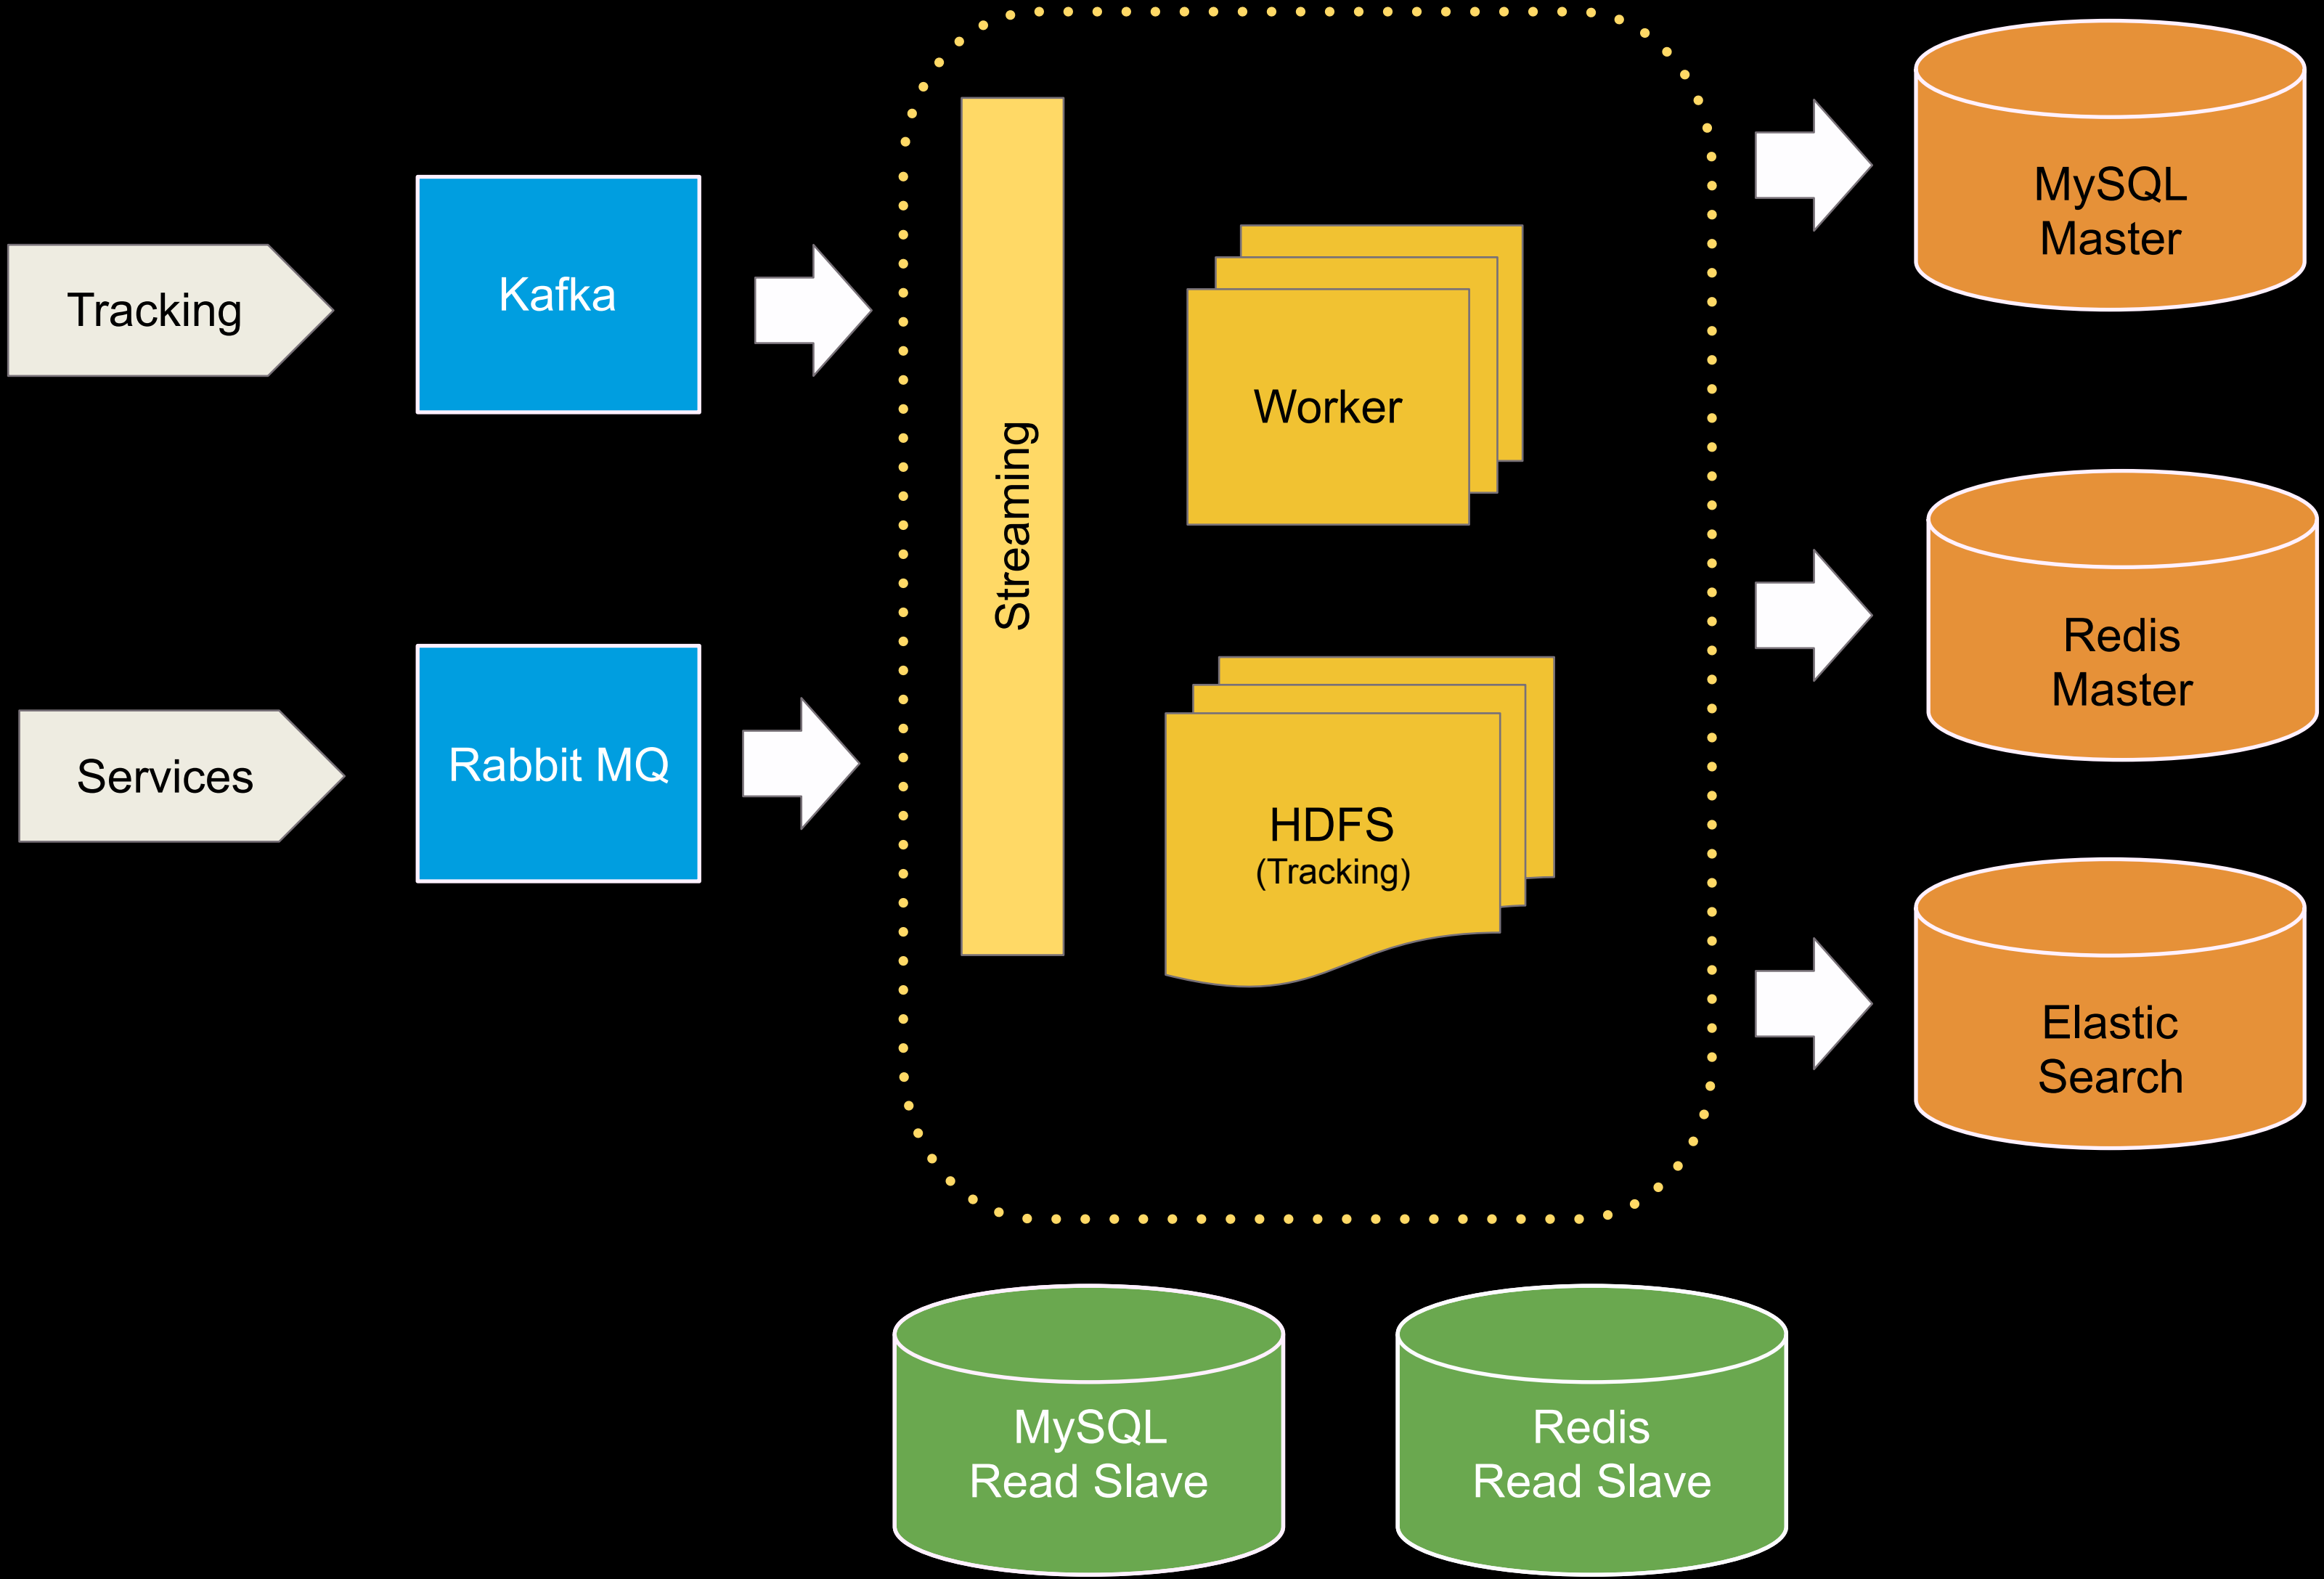 Tracking
Kafka
Services
Rabbit MQ
Streaming
Worker
HDFS
(Tracking)
MySQL
Master
Redis
Master
Elastic
Search
MySQL
Read Slave
Redis
Read Slave